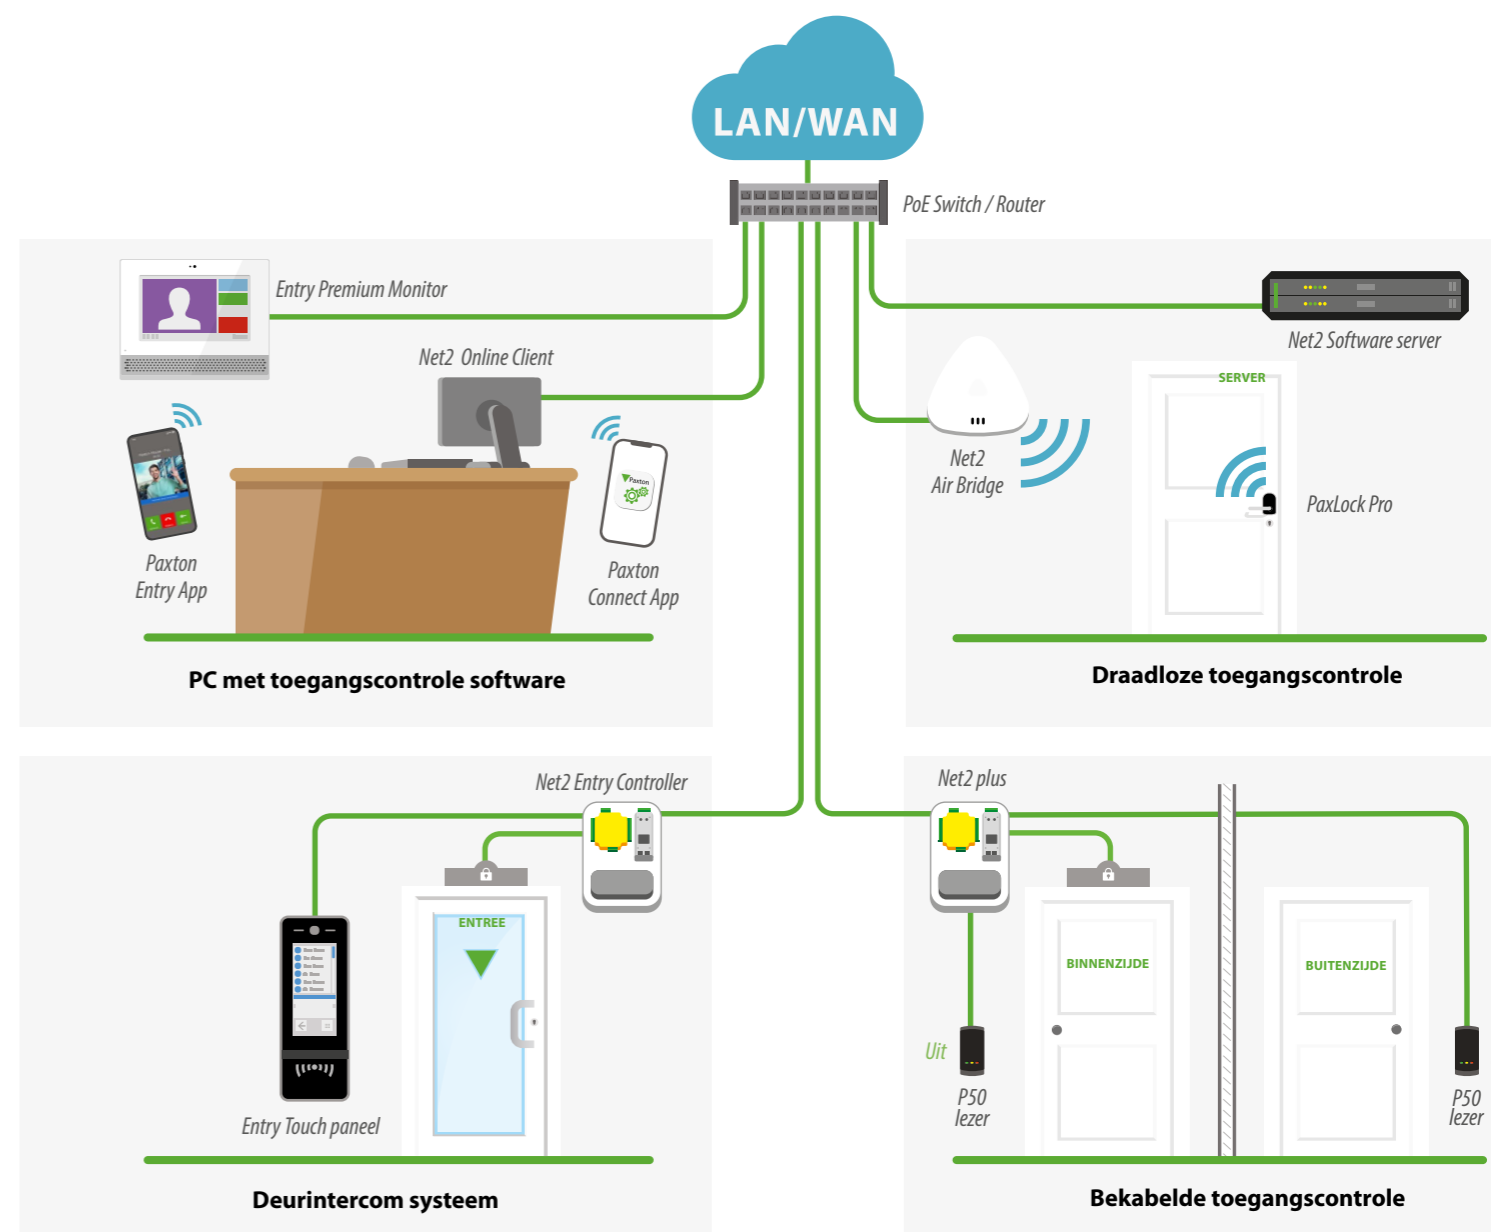 LAN/WAN
PoE Switch / Router
Entry Premium Monitor
Net2 Online Client
Paxton
Paxton
Entry App
Paxton
Connect App
PC met toegangscontrole software
Net2 Software server
SERVER
Net2
Air Bridge
PaxLock Pro
Draadloze toegangscontrole
Net2 Entry Controller
ENTREE
Entry Touch paneel
Deurintercom systeem
Net2 plus
BINNENZIJDE
BUITENZIJDE
Uit
P50
lezer
P50
lezer
Bekabelde toegangscontrole